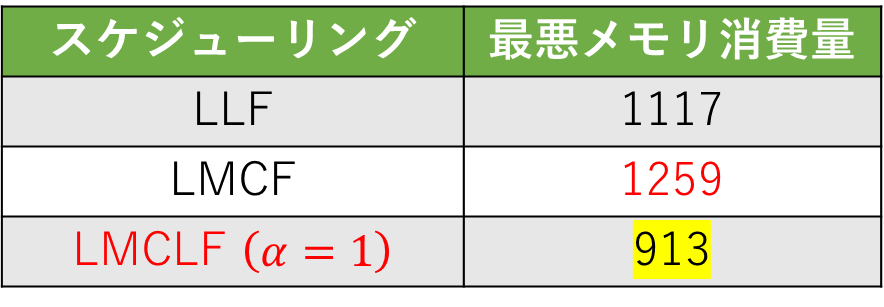 スケジューリング 最悪メモリ消費量
LLF 1117
LMCF 1259
LMCLF (α = 1) 913